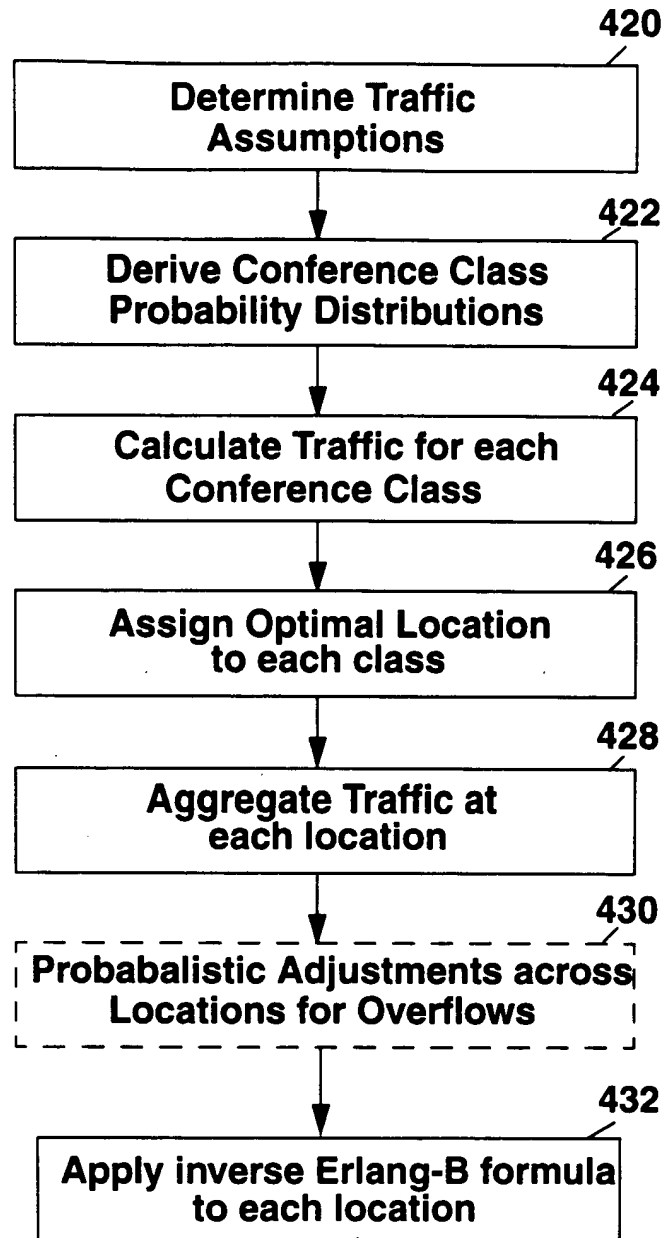 420
Determine Traffic
Assumptions
422
Derive Conference Class
Probability Distributions
424
Calculate Traffic for each
Conference Class
426
Assign Optimal Location
to each class
428
Aggregate Traffic at
each location
430
Probabalistic Adjustments across
Locations for Overflows
432
Apply inverse Erlang-B formula
to each location